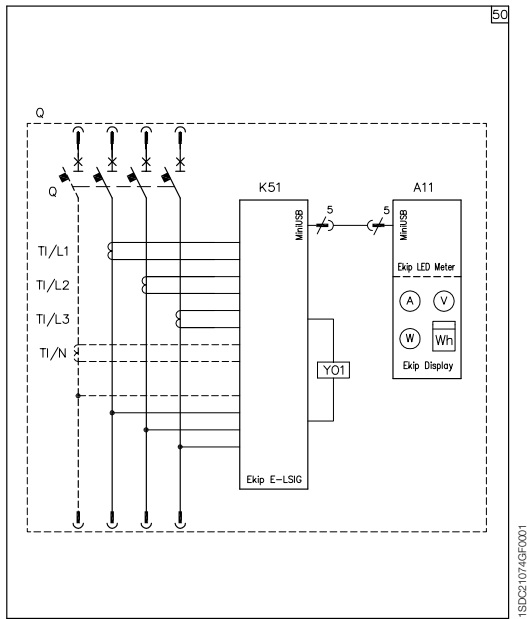 50
Q
Q
K51
A11
MiniUSB
5
5
MiniUSB
TI/L1
Ekip LED Meter
TI/L2
A
V
TI/L3
W
Wh
TI/N
Ekip Display
YO1
Ekip E-LSIG
1SDC21074GF0001